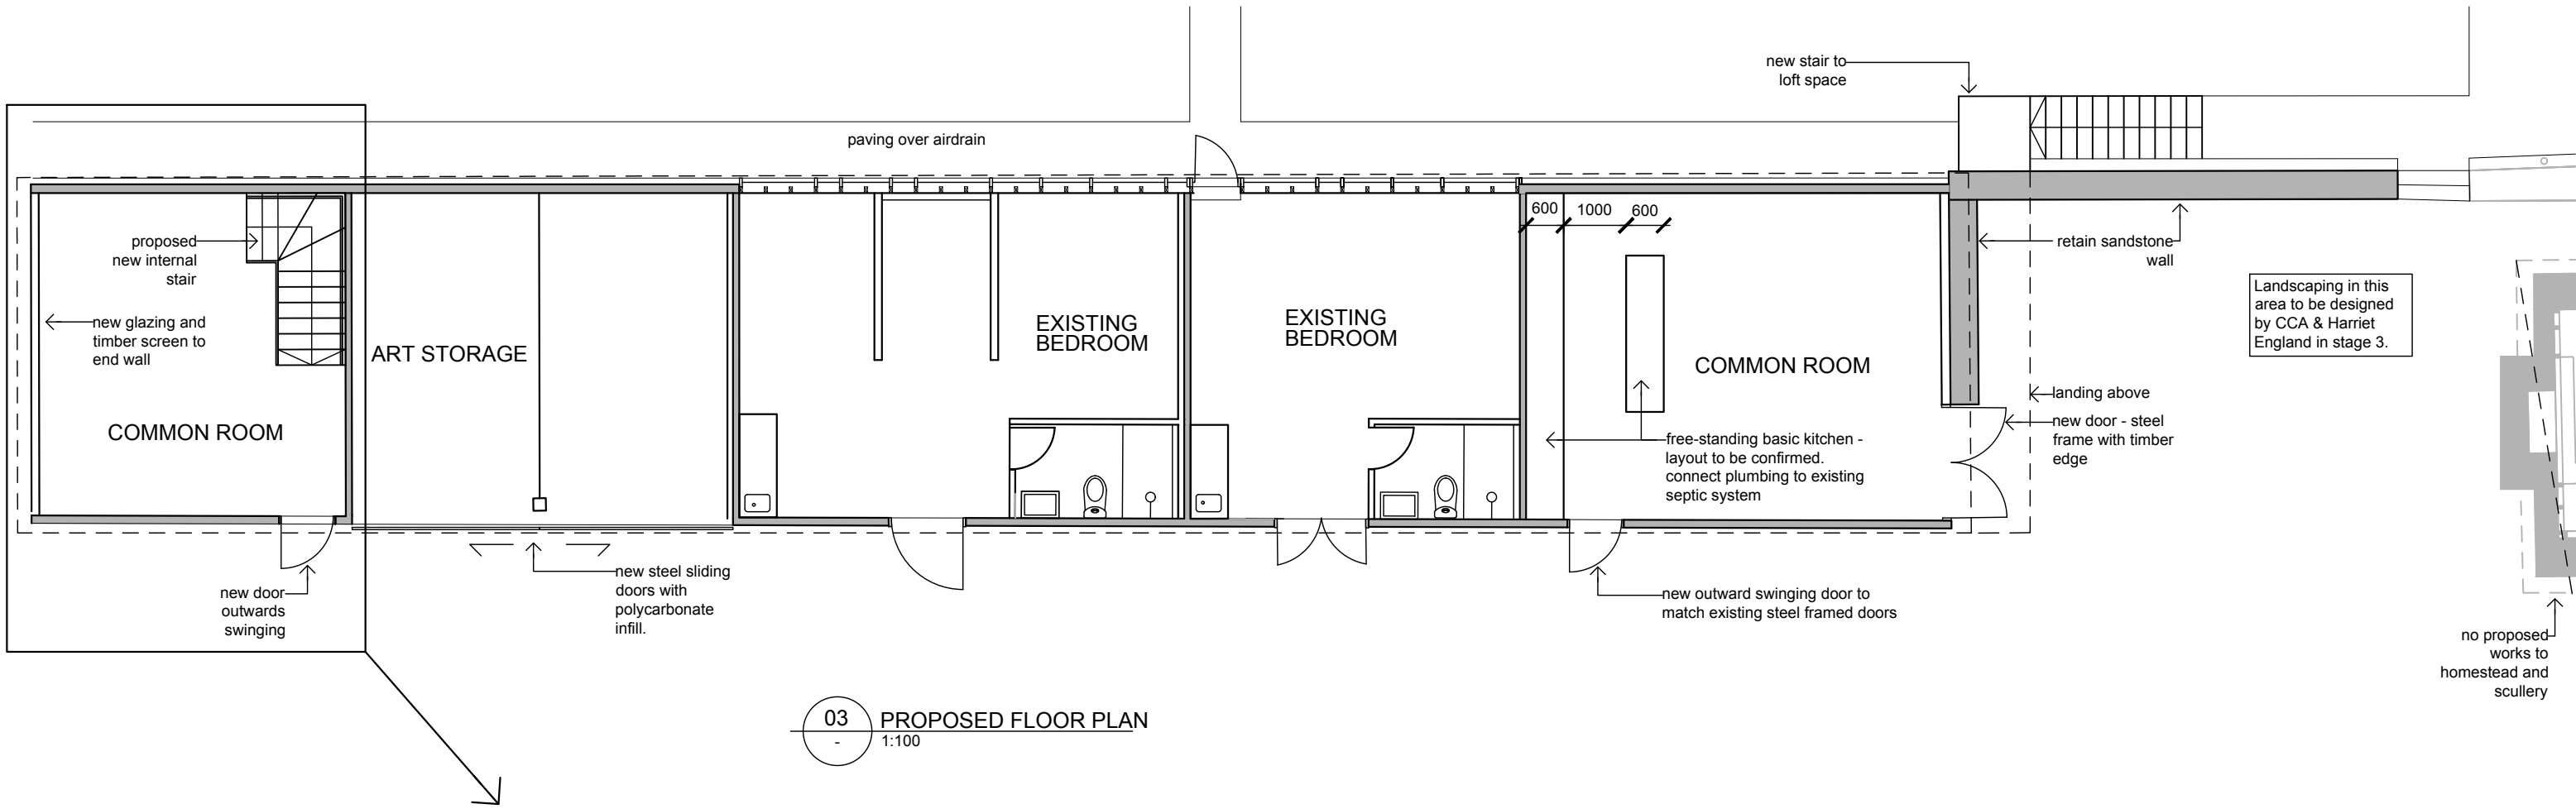 new stair to
loft space
paving over airdrain
600
1000
600
proposed
new internal
stair
new glazing and
timber screen to
end wall
COMMON ROOM
ART STORAGE
EXISTING
BEDROOM
EXISTING
BEDROOM
COMMON ROOM
retain sandstone
wall
Landscaping in this
area to be designed
by CCA & Harriet
England in stage 3.
landing above
new door - steel
frame with timber
edge
free-standing basic kitchen -
layout to be confirmed.
connect plumbing to existing
septic system
new door
outwards
swinging
new steel sliding
doors with
polycarbonate
infill.
new outward swinging door to
match existing steel framed doors
no proposed
works to
homestead and
scullery
03
-
PROPOSED FLOOR PLAN
1:100